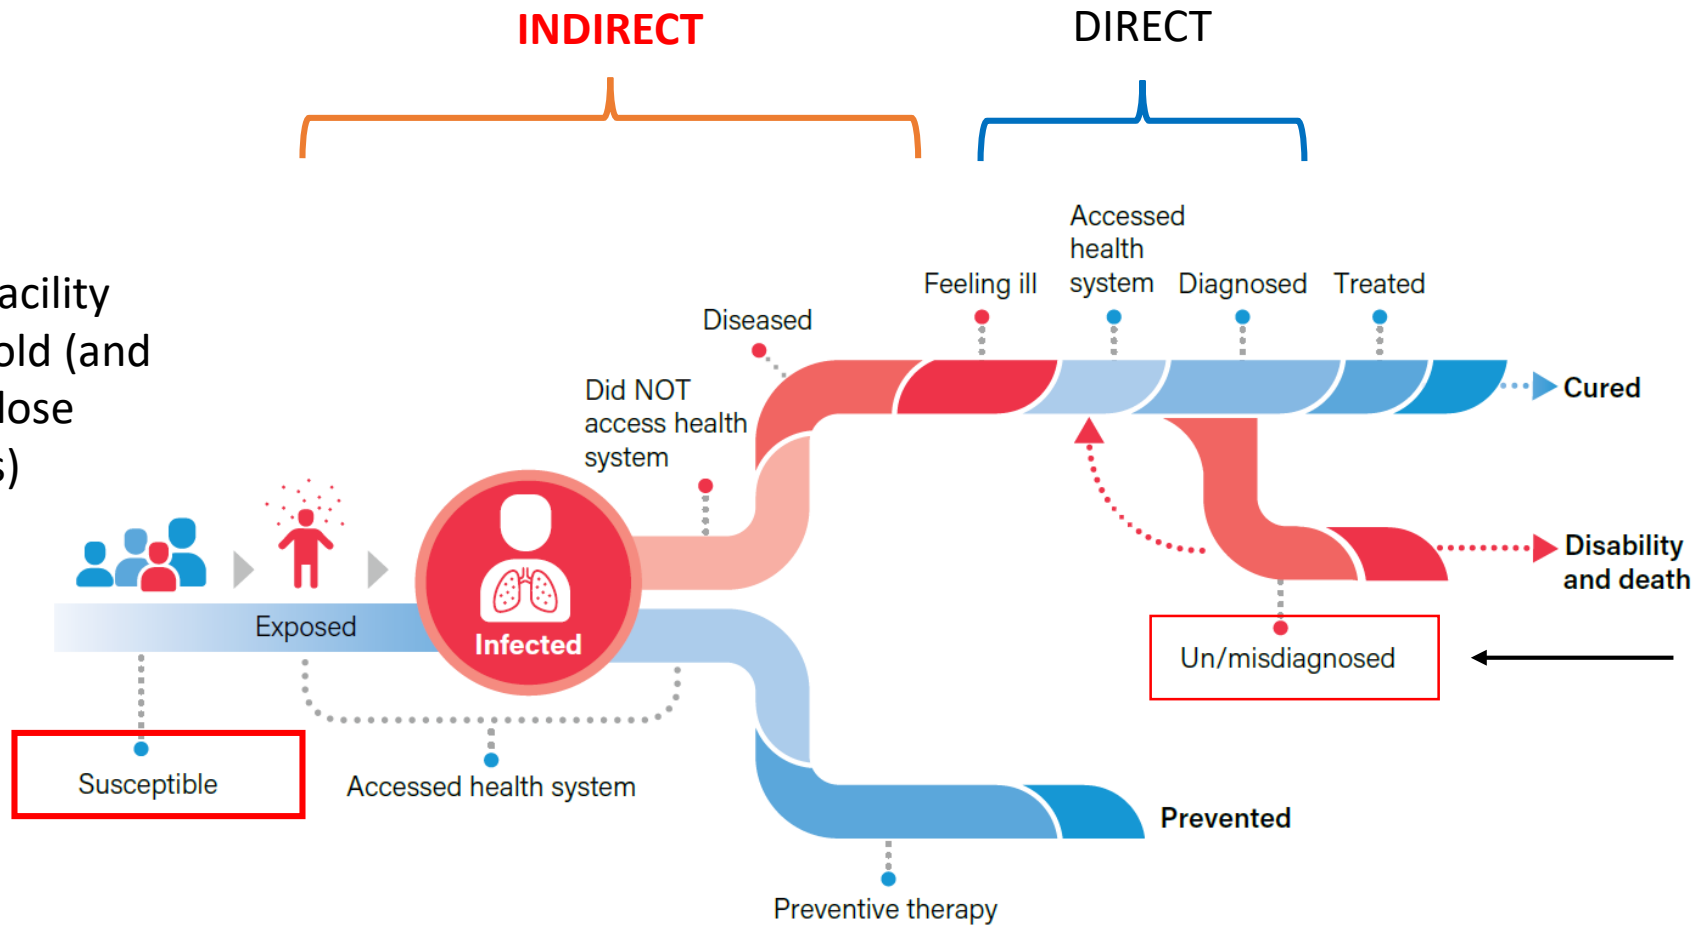 INDIRECT
DIRECT
acility
old (and
lose
s)
Accessed
health
system
Feeling ill
Diagnosed
Treated
Diseased
Did NOT
access health
system
Cured
Disability
and death
Exposed
Infected
Un/misdiagnosed
Susceptible
Accessed health system
Prevented
Preventive therapy